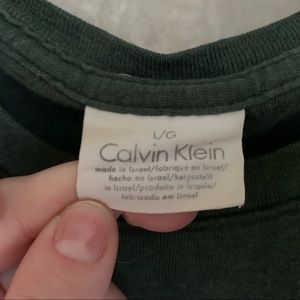 L/G
Calvin Klein
made in Israel/fabrique en Israel/
hecho en Israel/hergestellt
in Israel/prodotto in Israele/
fabricado em Israel